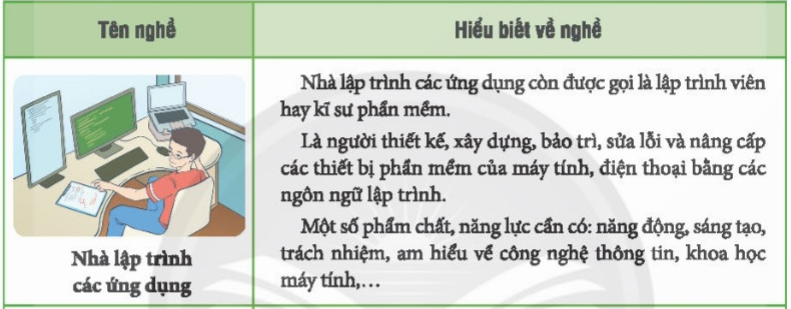 Tên nghề
Hiểu biết về nghề
Nhà lập trình các ứng dụng còn được gọi là lập trình viên
hay kĩ sư phần mềm.
Là người thiết kế, xây dựng, bảo trì, sửa lỗi và nâng cấp
các thiết bị phần mềm của máy tính, điện thoại bằng các
ngôn ngữ lập trình.
Một số phẩm chất, năng lực cần có: năng động, sáng tạo,
trách nhiệm, am hiểu về công nghệ thông tin, khoa học
máy tính,...
Nhà lập trình
các ứng dụng